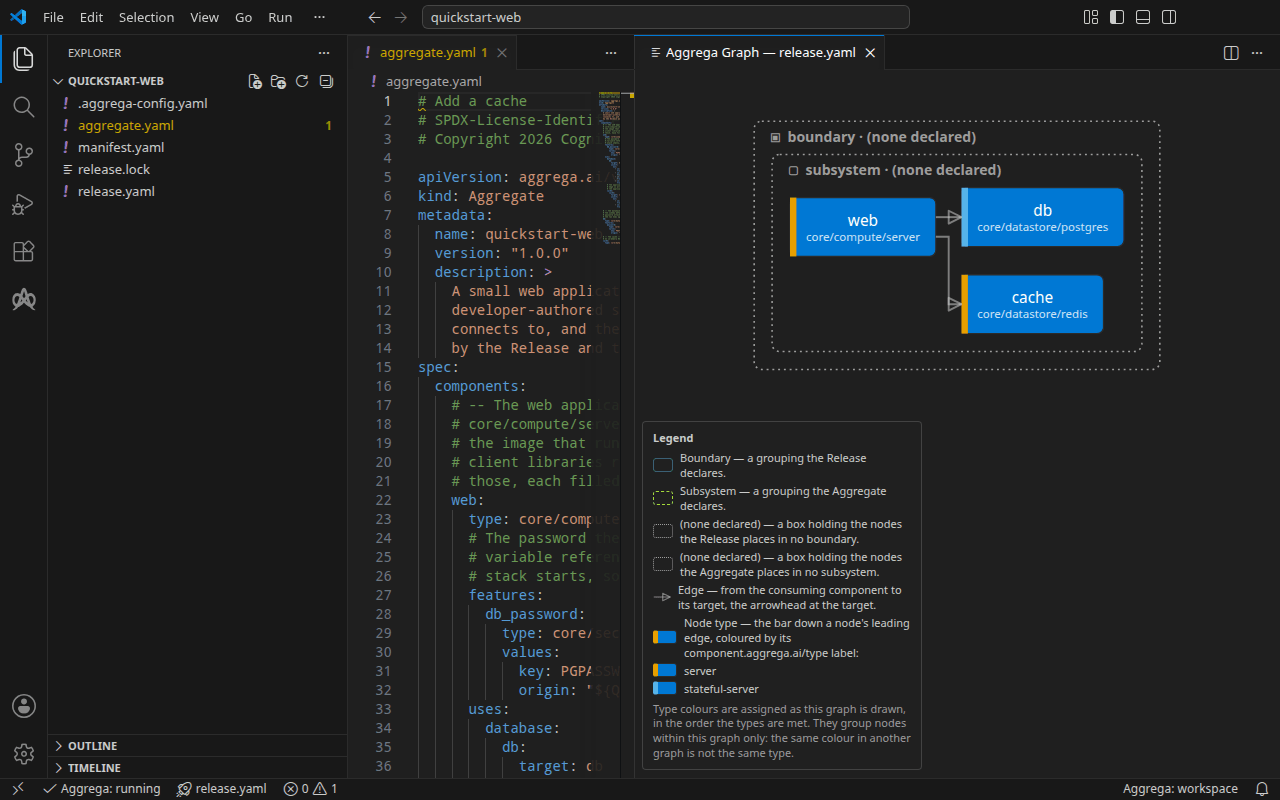 File Edit Selection View Go Run ··· quickstart-web
EXPLORER
QUICKSTART-WEB
.aggrega-config.yaml
aggregate.yaml 1
manifest.yaml
release.lock
release.yaml
OUTLINE
TIMELINE
aggregate.yaml 1
aggregate.yaml
1 # Add a cache
2 # SPDX-License-Identi
3 # Copyright 2026 Cogn
4
5 apiVersion: aggrega.a
6 kind: Aggregate
7 metadata:
8 name: quickstart-we
9 version: "1.0.0"
10 description: >
11 A small web applicat
12 developer-authored s
13 connects to, and the
14 by the Release and t
15 spec:
16 components:
17 # -- The web applica
18 # core/compute/serve
19 # the image that run
20 # client libraries r
21 # those, each filled
22 web:
23 type: core/compute
24 # The password the
25 # variable referen
26 # stack starts, so
27 features:
28 db_password:
29 type: core/sec
30 values:
31 key: PGPASSW
32 origin: "${Q
33 uses:
34 database:
35 db:
36 target: db
Aggrega Graph — release.yaml
boundary · (none declared)
subsystem · (none declared)
web
core/compute/server
db
core/datastore/postgres
cache
core/datastore/redis
Legend
Boundary — a grouping the Release
declares.
Subsystem — a grouping the Aggregate
declares.
(none declared) — a box holding the nodes
the Release places in no boundary.
(none declared) — a box holding the nodes
the Aggregate places in no subsystem.
Edge — from the consuming component to
its target, the arrowhead at the target.
Node type — the bar down a node's leading
edge, coloured by its
component.aggrega.ai/type label:
server
stateful-server
Type colours are assigned as this graph is drawn,
in the order the types are met. They group nodes
within this graph only: the same colour in another
graph is not the same type.
Aggrega: running release.yaml 0 1 Aggrega: workspace